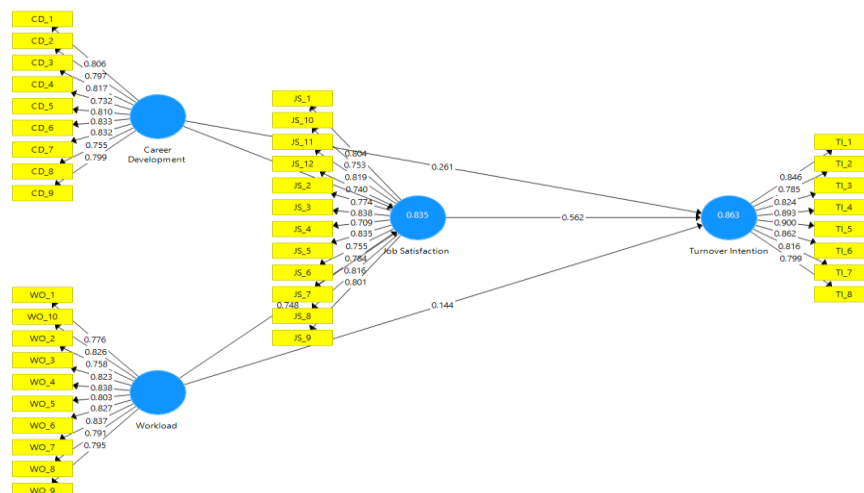 CD_1
CD_2
CD_3
CD_4
CD_5
CD_6
CD_7
CD_8
CD_9
0.806
0.797
0.817
0.732
0.810
0.833
0.832
0.755
0.799
Career
Development
JS_1
JS_10
JS_11
JS_12
JS_2
JS_3
JS_4
JS_5
JS_6
JS_7
JS_8
JS_9
0.804
0.753
0.819
0.740
0.774
0.838
0.709
0.835
0.755
0.784
0.816
0.801
0.835
Job Satisfaction
0.261
0.562
0.748
0.144
WO_1
WO_10
WO_2
WO_3
WO_4
WO_5
WO_6
WO_7
WO_8
WO_9
0.776
0.826
0.758
0.823
0.838
0.803
0.827
0.837
0.791
0.795
Workload
0.863
Turnover Intention
0.846
0.785
0.824
0.893
0.900
0.862
0.816
0.799
TI_1
TI_2
TI_3
TI_4
TI_5
TI_6
TI_7
TI_8